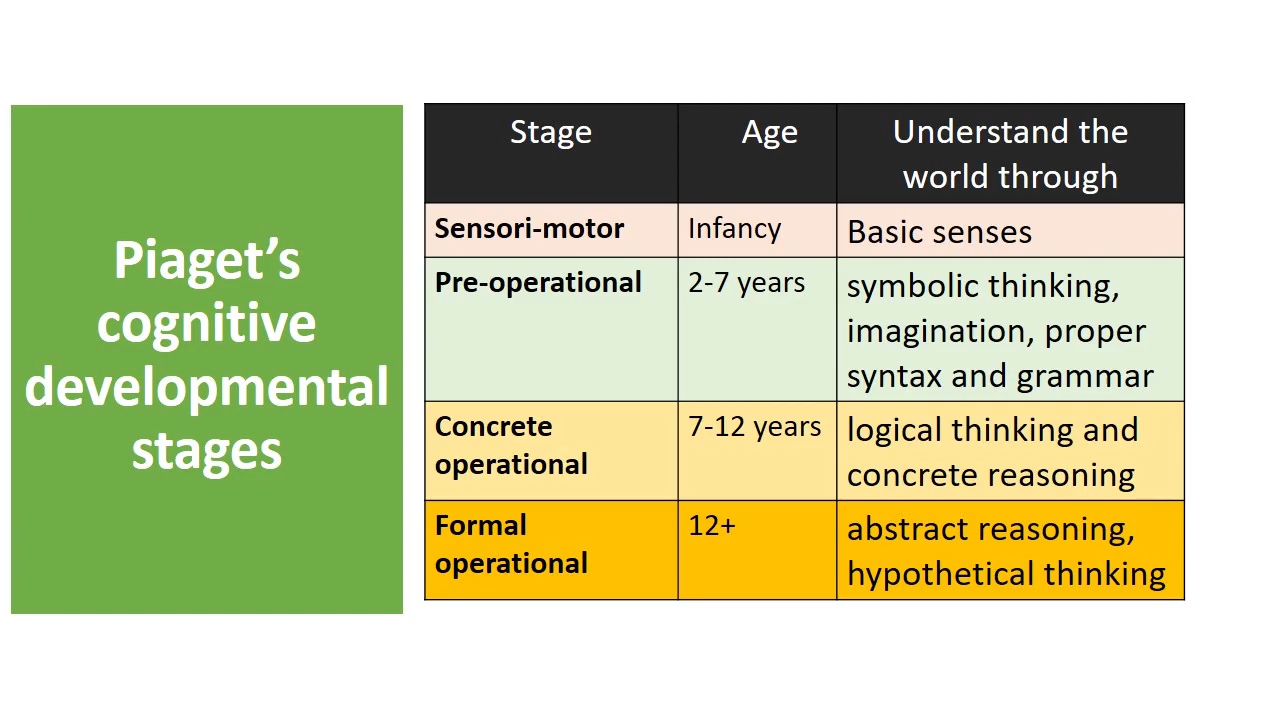 Piaget’s
cognitive
developmental
stages
Stage Age Understand the
world through
Sensori-motor Infancy Basic senses
Pre-operational 2-7 years symbolic thinking,
imagination, proper
syntax and grammar
Concrete 7-12 years logical thinking and
operational concrete reasoning
Formal 12+ abstract reasoning,
operational hypothetical thinking